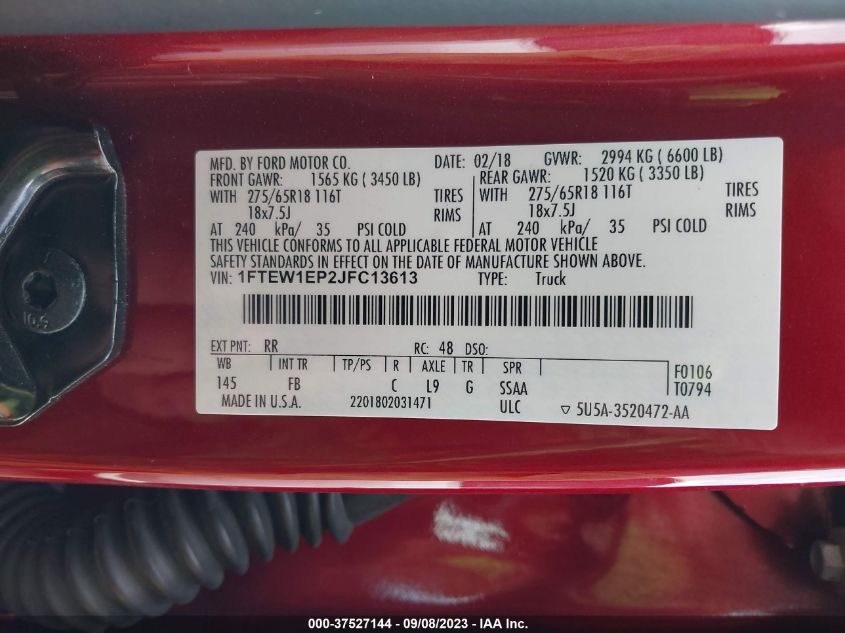 MFD. BY FORD MOTOR CO. DATE: 02/18 GVWR: 2994 KG ( 6600 LB)
FRONT GAWR: 1565 KG ( 3450 LB) REAR GAWR: 1520 KG ( 3350 LB)
WITH 275/65R18 116T TIRES WITH 275/65R18 116T TIRES
18x7.5J RIMS 18x7.5J RIMS
AT 240 kPa/ 35 PSI COLD AT 240 kPa/ 35 PSI COLD
THIS VEHICLE CONFORMS TO ALL APPLICABLE FEDERAL MOTOR VEHICLE
SAFETY STANDARDS IN EFFECT ON THE DATE OF MANUFACTURE SHOWN ABOVE.
VIN: 1FTEW1EP2JFC13613 TYPE: Truck
EXT PNT: RR RC: 48 DSO:
WB INT TR TP/PS R AXLE TR SPR F0106
145 FB C L9 G SSAA T0794
MADE IN U.S.A. 2201802031471 ULC ▽ 5U5A-3520472-AA
10.9
000-37527144 - 09/08/2023 - IAA Inc.